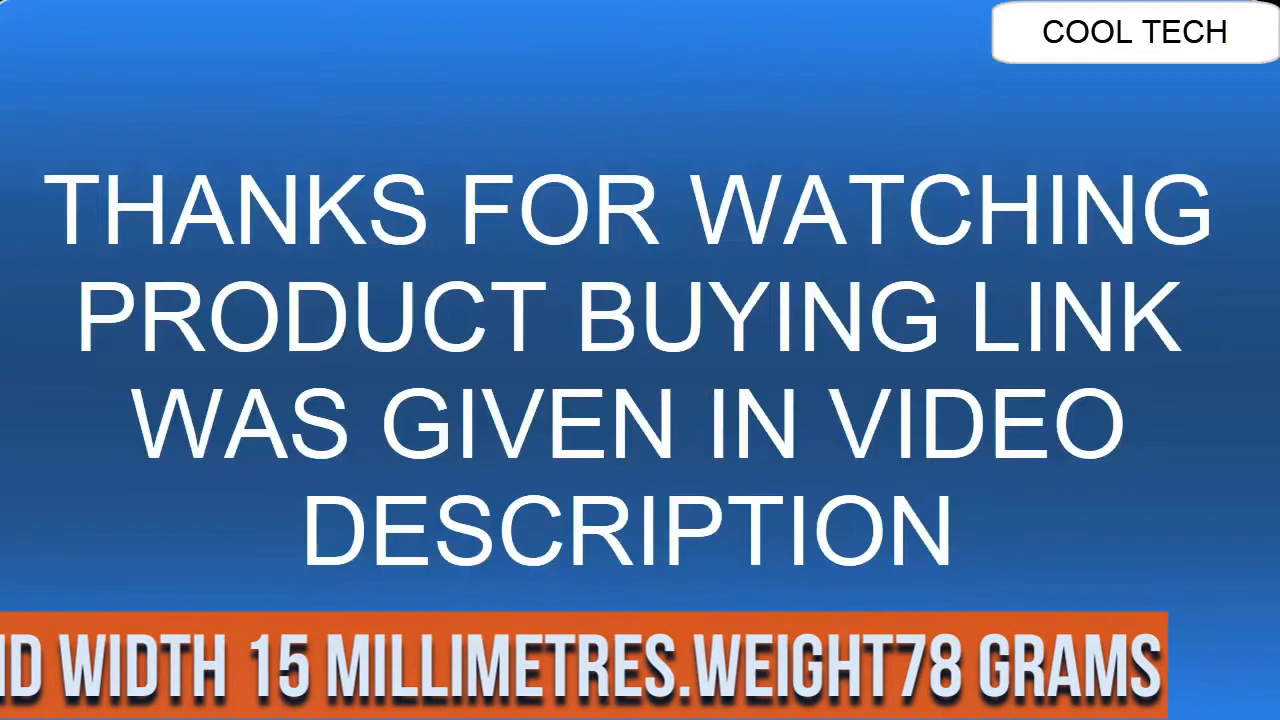 COOL TECH
THANKS FOR WATCHING
PRODUCT BUYING LINK
WAS GIVEN IN VIDEO
DESCRIPTION
WIDTH 15 MILLIMETRES.WEIGHT78 GRAMS